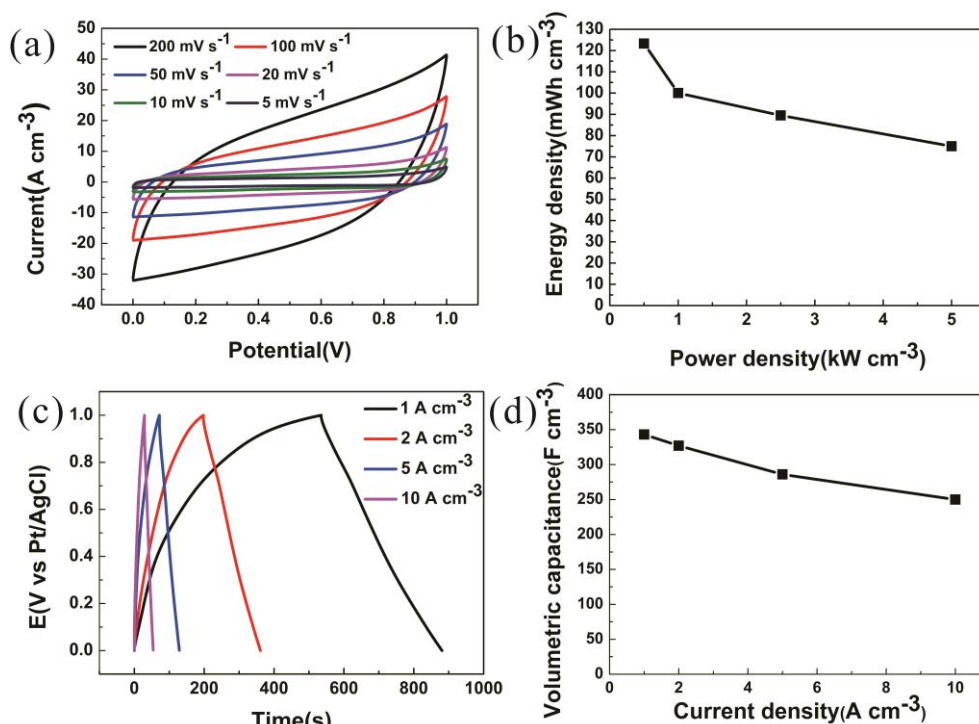 (a)
200 mV s⁻¹ 100 mV s⁻¹
50 mV s⁻¹ 20 mV s⁻¹
10 mV s⁻¹ 5 mV s⁻¹
50
40
30
20
10
0
-10
-20
-30
-40
Current(A cm⁻³)
0.0 0.2 0.4 0.6 0.8 1.0
Potential(V)
(b)
130
120
110
100
90
80
70
60
50
40
30
20
10
0
Energy density(mWh cm⁻³)
0 1 2 3 4 5
Power density(kW cm⁻³)
(c)
1 A cm⁻³
2 A cm⁻³
5 A cm⁻³
10 A cm⁻³
1.0
0.8
0.6
0.4
0.2
0.0
E(V vs Pt/AgCl)
0 200 400 600 800 1000
Time(s)
(d)
400
350
300
250
200
150
100
50
0
Volumetric capacitance(F cm⁻³)
0 2 4 6 8 10
Current density(A cm⁻³)